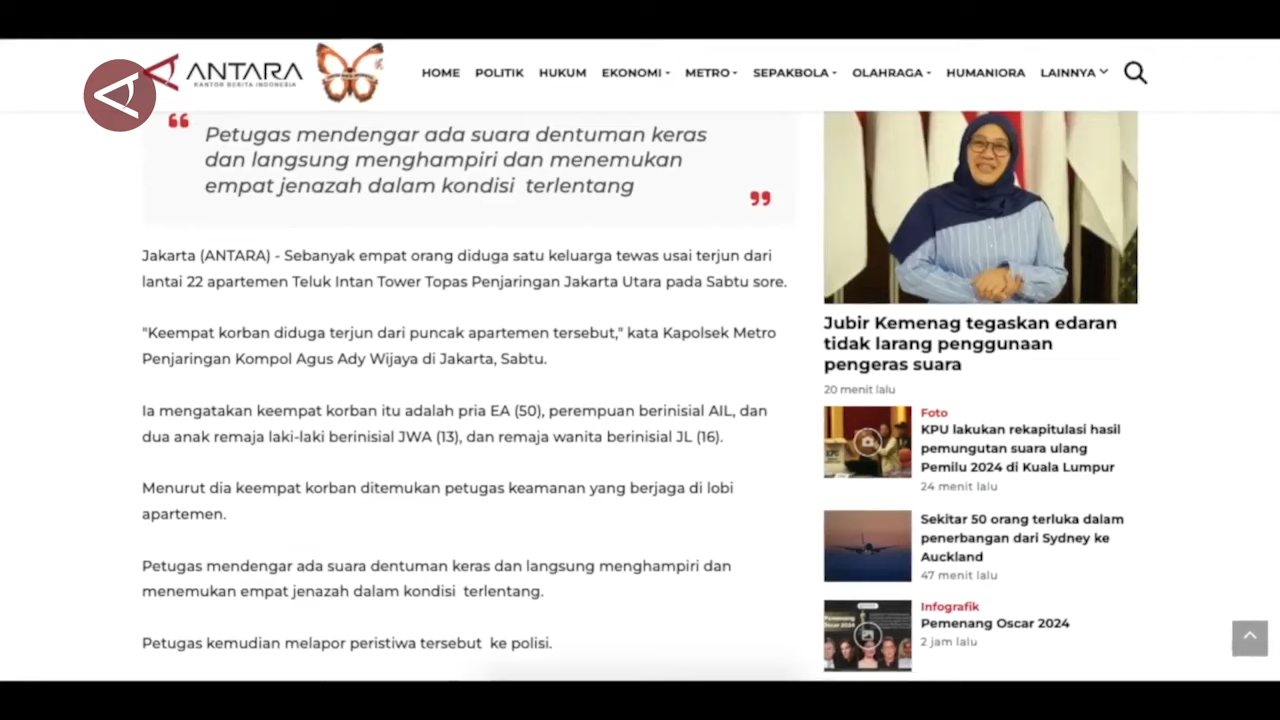 ANTARA
KANTOR BERITA INDONESIA
HOME POLITIK HUKUM EKONOMI METRO SEPAKBOLA OLAHRAGA HUMANIORA LAINNYA
Petugas mendengar ada suara dentuman keras
dan langsung menghampiri dan menemukan
empat jenazah dalam kondisi terlentang
Jakarta (ANTARA) - Sebanyak empat orang diduga satu keluarga tewas usai terjun dari
lantai 22 apartemen Teluk Intan Tower Topas Penjaringan Jakarta Utara pada Sabtu sore.
"Keempat korban diduga terjun dari puncak apartemen tersebut," kata Kapolsek Metro
Penjaringan Kompol Agus Ady Wijaya di Jakarta, Sabtu.
Ia mengatakan keempat korban itu adalah pria EA (50), perempuan berinisial AIL, dan
dua anak remaja laki-laki berinisial JWA (13), dan remaja wanita berinisial JL (16).
Menurut dia keempat korban ditemukan petugas keamanan yang berjaga di lobi
apartemen.
Petugas mendengar ada suara dentuman keras dan langsung menghampiri dan
menemukan empat jenazah dalam kondisi terlentang.
Petugas kemudian melapor peristiwa tersebut ke polisi.
Jubir Kemenag tegaskan edaran
tidak larang penggunaan
pengeras suara
20 menit lalu
Foto
KPU lakukan rekapitulasi hasil
pemungutan suara ulang
Pemilu 2024 di Kuala Lumpur
24 menit lalu
Sekitar 50 orang terluka dalam
penerbangan dari Sydney ke
Auckland
47 menit lalu
Infografik
Pemenang Oscar 2024
2 jam lalu
Pemenang
Oscar 2024